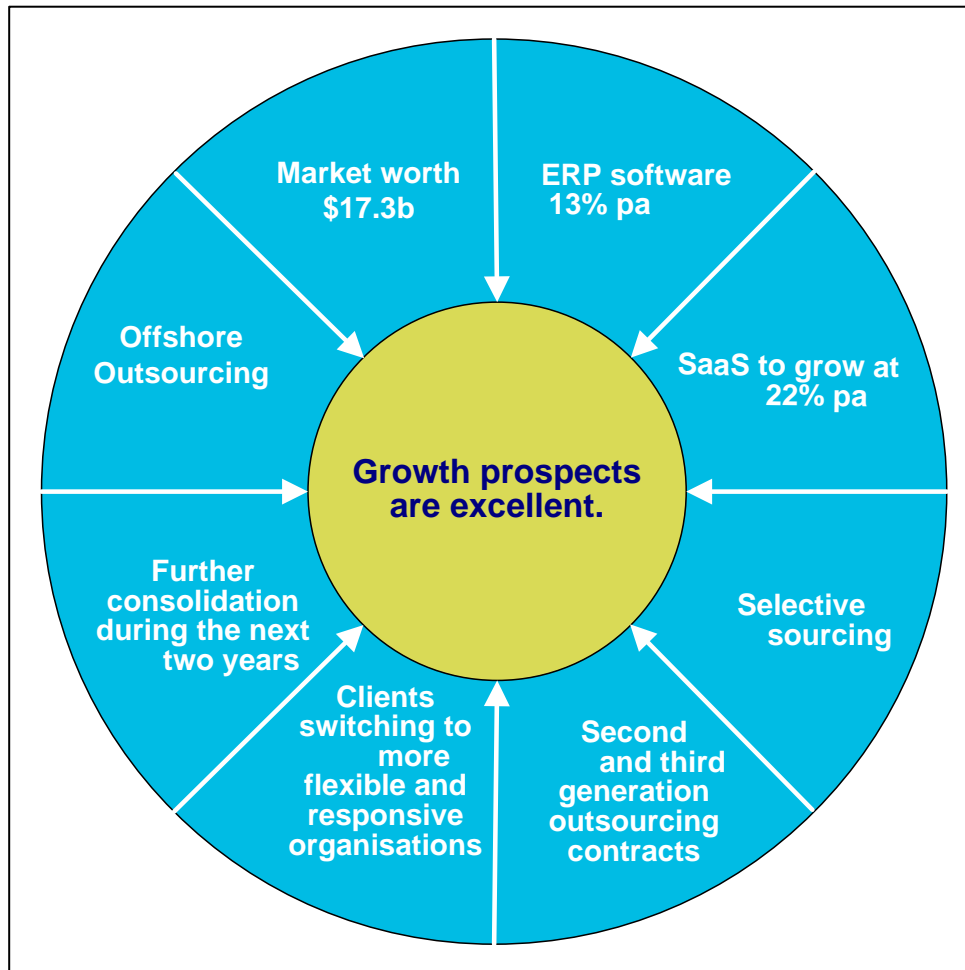 Market worth
$17.3b
ERP software
13% pa
SaaS to grow at
22% pa
Selective
sourcing
Second
and third
generation
outsourcing
contracts
Clients
switching to
more
flexible and
responsive
organisations
Further
consolidation
during the next
two years
Offshore
Outsourcing
Growth prospects
are excellent.